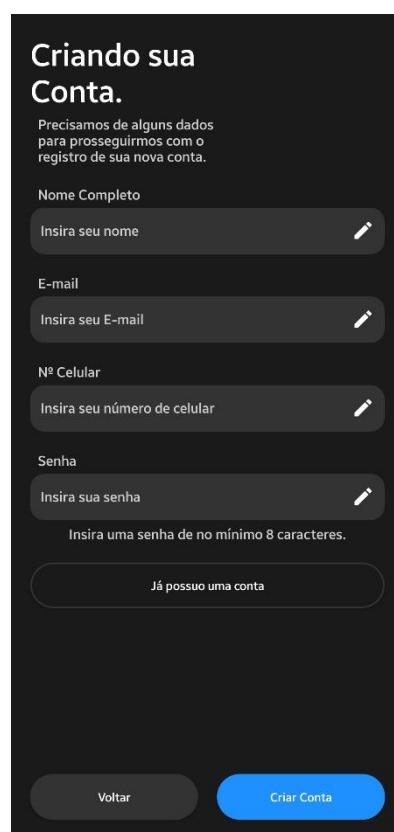 Criando sua
Conta.
Precisamos de alguns dados
para prosseguirmos com o
registro de sua nova conta.
Nome Completo
Insira seu nome
E-mail
Insira seu E-mail
Nº Celular
Insira seu número de celular
Senha
Insira sua senha
Insira uma senha de no mínimo 8 caracteres.
Já possuo uma conta
Voltar
Criar Conta